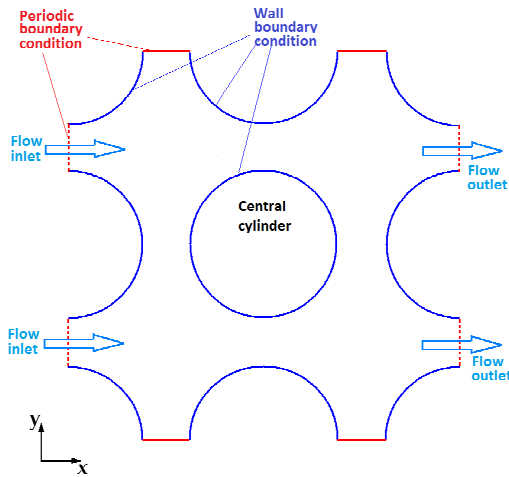 Periodic
boundary
condition
Wall
boundary
condition
Flow
inlet
Flow
outlet
Central
cylinder
Flow
inlet
Flow
outlet
y
x